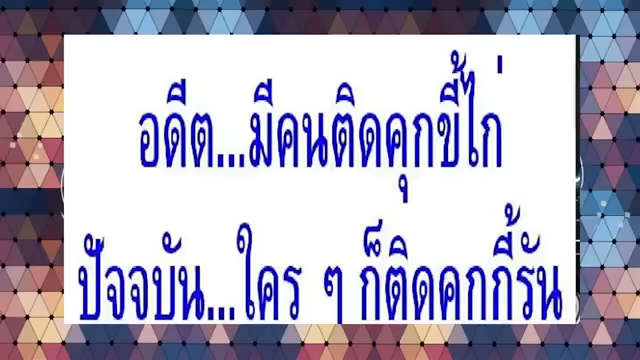 อดีต...มีคนติดคุกขี้ไก่
ปัจจบัน...ใคร ๆ ก็ติดคกกี้รัน